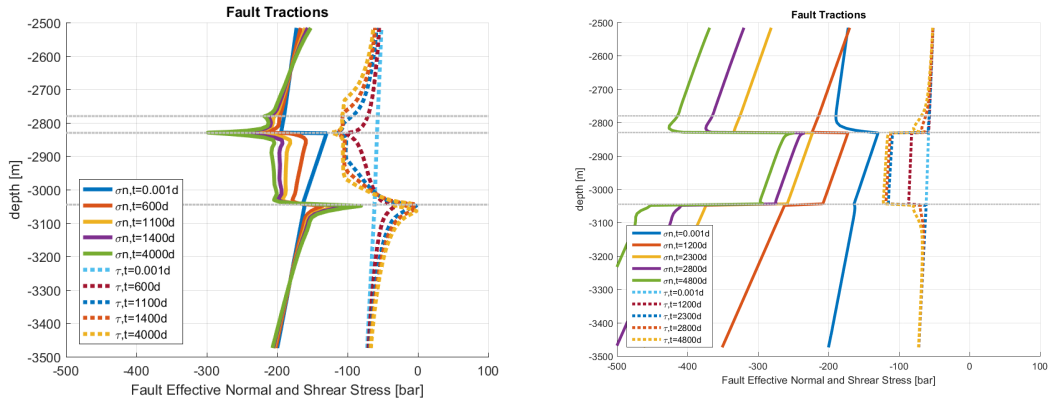 Fault Tractions
-2500
-2600
-2700
-2800
-2900
-3000
-3100
-3200
-3300
-3400
-3500
depth [m]
σn,t=0.001d
σn,t=600d
σn,t=1100d
σn,t=1400d
σn,t=4000d
τ,t=0.001d
τ,t=600d
τ,t=1100d
τ,t=1400d
τ,t=4000d
-500 -400 -300 -200 -100 0 100
Fault Effective Normal and Shrear Stress [bar]
Fault Tractions
-2500
-2600
-2700
-2800
-2900
-3000
-3100
-3200
-3300
-3400
-3500
depth [m]
σn,t=0.001d
σn,t=1200d
σn,t=2300d
σn,t=2800d
σn,t=4800d
τ,t=0.001d
τ,t=1200d
τ,t=2300d
τ,t=2800d
τ,t=4800d
-500 -400 -300 -200 -100 0 100
Fault Effective Normal and Shrear Stress [bar]